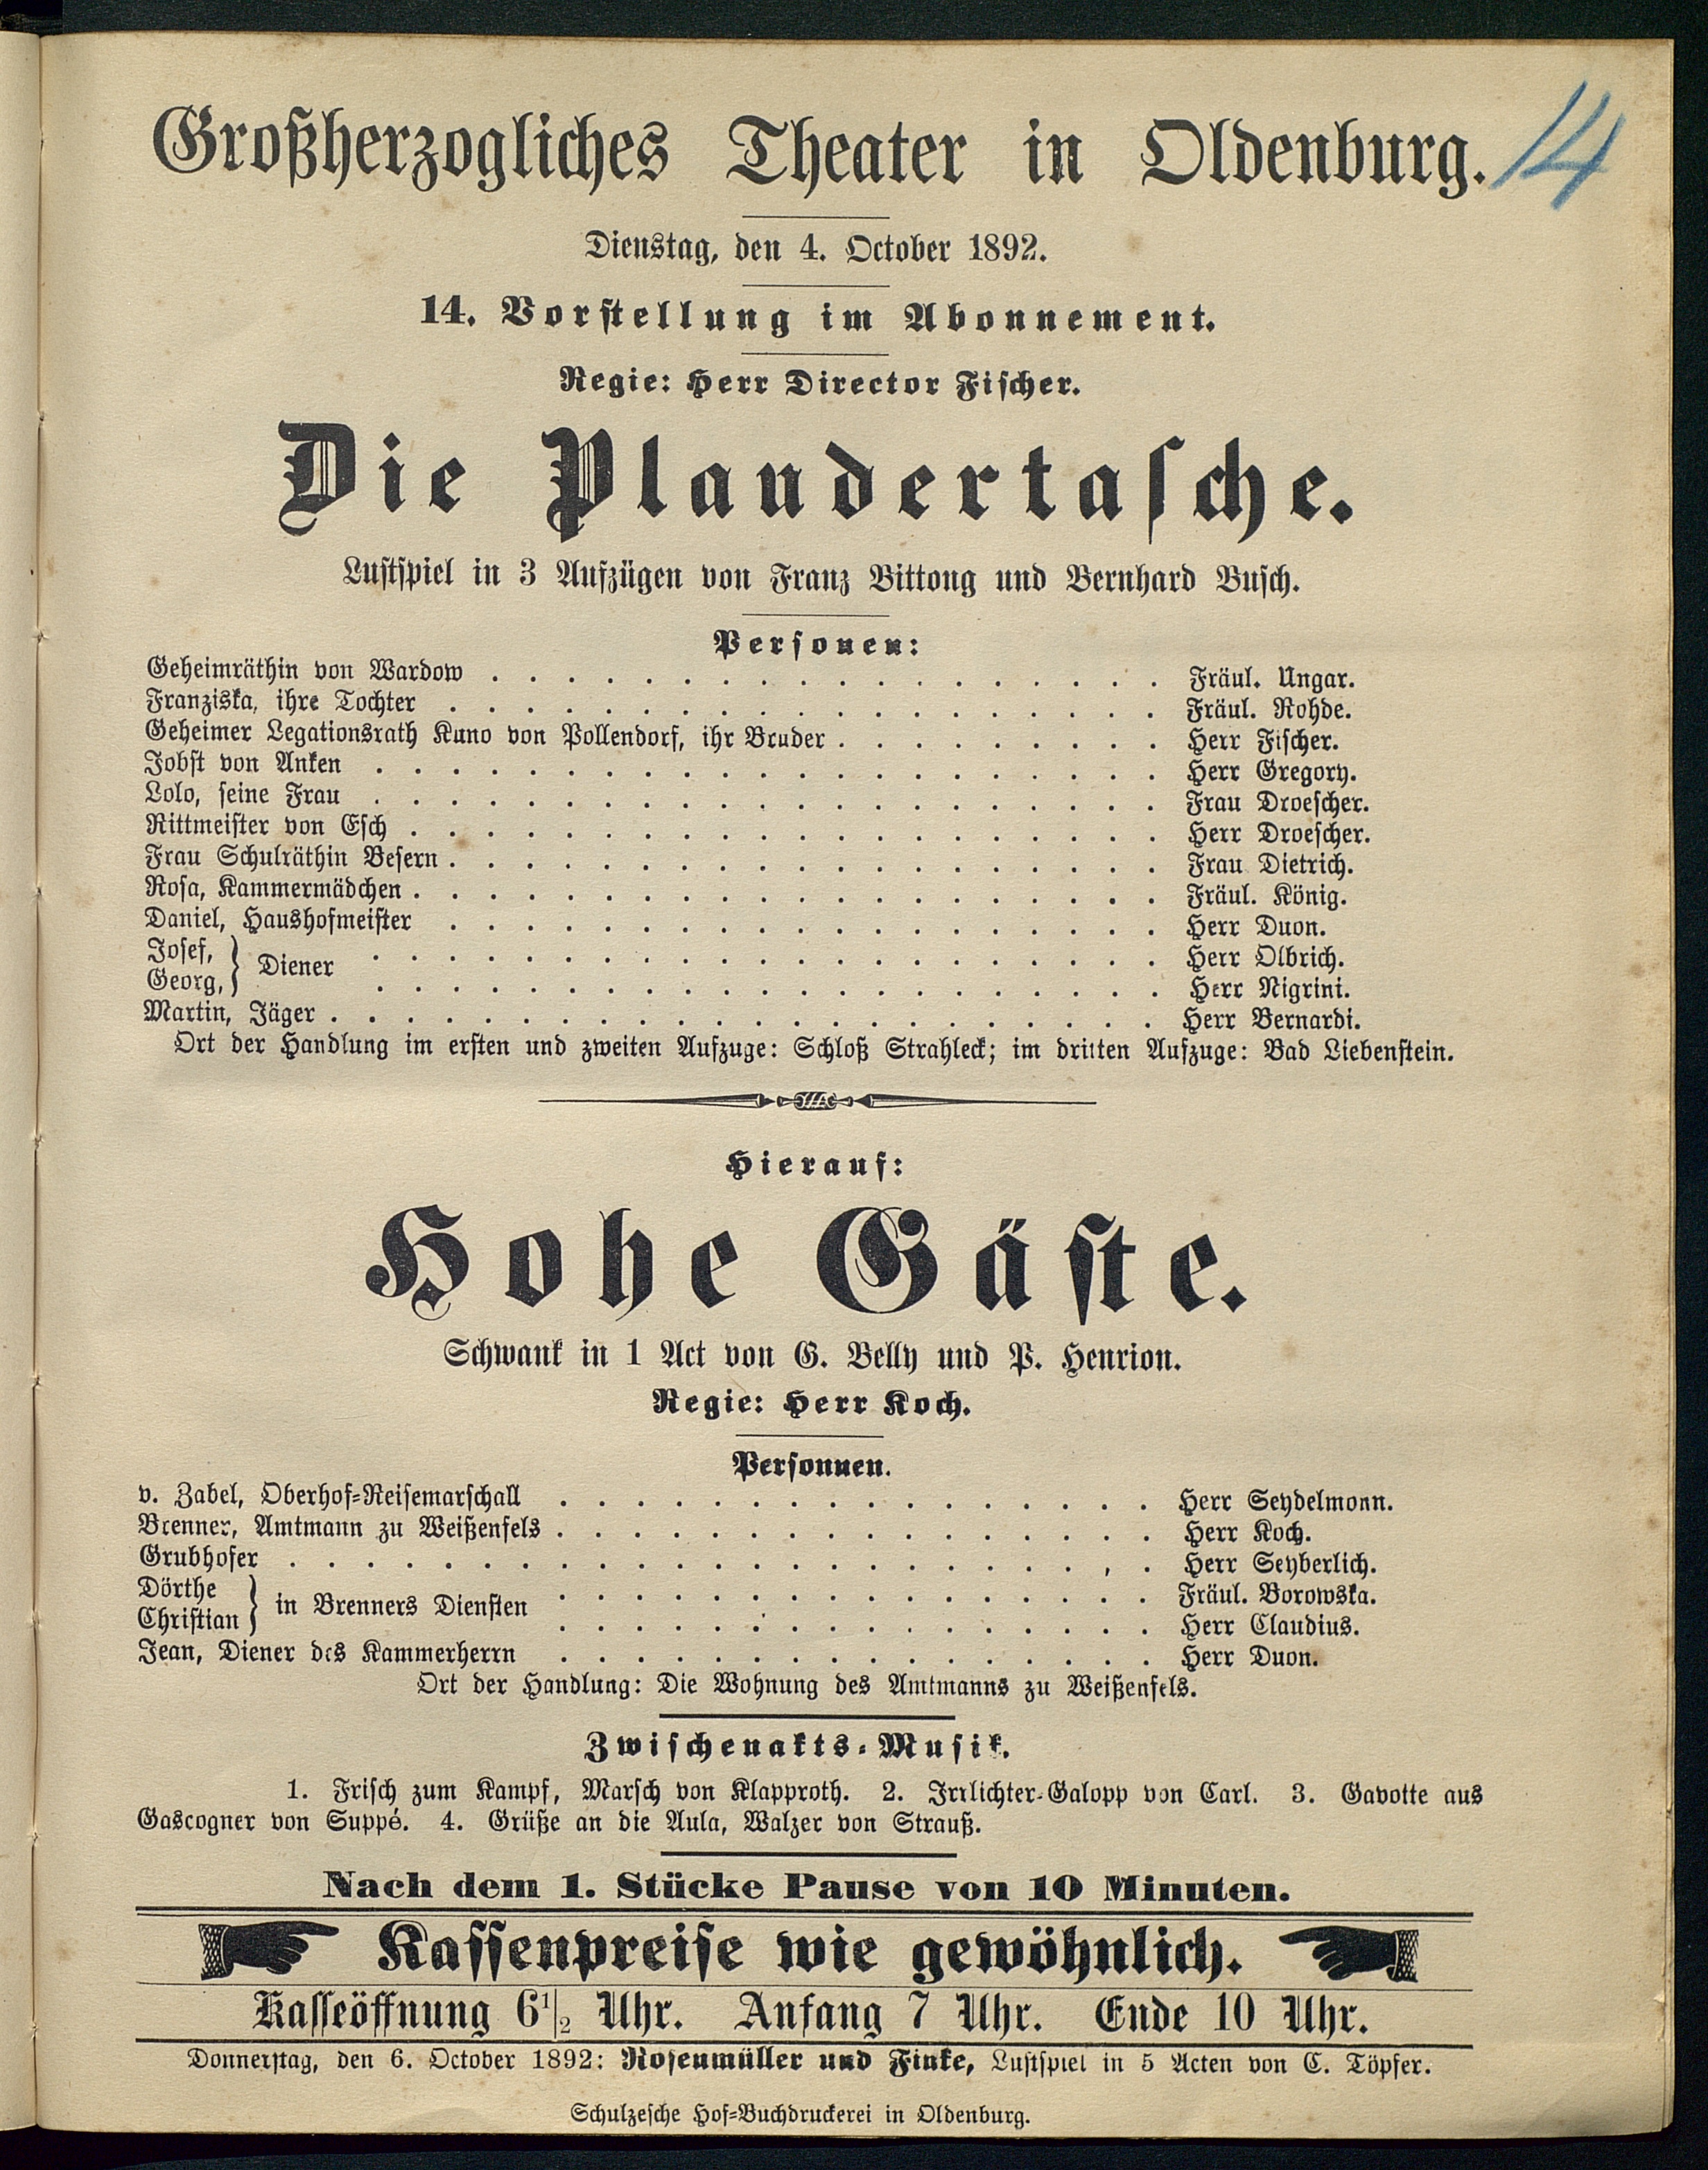 Großherzogliches Theater in Oldenburg.
14
Dienstag, den 4. October 1892.
14. Vorstellung im Abonnement.
Regie: Herr Director Fischer.
Die Plaudertasche.
Lustspiel in 3 Aufzügen von Franz Bittong und Bernhard Busch.
Personen:
Geheimräthin von Wardow . . . . . . . . . . . . . . . . . . Fräul. Ungar.
Franziska, ihre Tochter . . . . . . . . . . . . . . . . . . . Fräul. Rohde.
Geheimer Legationsrath Kuno von Pollendorf, ihr Bruder . . . . . . . . . Herr Fischer.
Jobst von Anken . . . . . . . . . . . . . . . . . . . . . Herr Gregory.
Lolo, seine Frau . . . . . . . . . . . . . . . . . . . . . Frau Droescher.
Rittmeister von Esch . . . . . . . . . . . . . . . . . . . . Herr Droescher.
Frau Schulräthin Besern . . . . . . . . . . . . . . . . . . . Frau Dietrich.
Rosa, Kammermädchen . . . . . . . . . . . . . . . . . . . . Fräul. König.
Daniel, Haushofmeister . . . . . . . . . . . . . . . . . . . Herr Duon.
Josef, } Diener . . . . . . . . . . . . . . . . . . . . . Herr Olbrich.
Georg, } . . . . . . . . . . . . . . . . . . . . . Herr Nigrini.
Martin, Jäger . . . . . . . . . . . . . . . . . . . . . . Herr Bernardi.
Ort der Handlung im ersten und zweiten Aufzuge: Schloß Strahleck; im dritten Aufzuge: Bad Liebenstein.
Hierauf:
Hohe Gäste.
Schwank in 1 Act von G. Belly und P. Henrion.
Regie: Herr Koch.
Personnen.
v. Zabel, Oberhof-Reisemarschall . . . . . . . . . . . . . . . . Herr Seydelmonn.
Brenner, Amtmann zu Weißenfels . . . . . . . . . . . . . . . . Herr Koch.
Grubhofer . . . . . . . . . . . . . . . . . . . . . , . Herr Seyberlich.
Dörthe } in Brenners Diensten . . . . . . . . . . . . . . . . Fräul. Borowska.
Christian } . . . . . . . . . . . . . . . . Herr Claudius.
Jean, Diener des Kammerherrn . . . . . . . . . . . . . . . . Herr Duon.
Ort der Handlung: Die Wohnung des Amtmanns zu Weißenfels.
Zwischenakts-Musik.
1. Frisch zum Kampf, Marsch von Klapproth. 2. Irrlichter-Galopp von Carl. 3. Gavotte aus
Gascogner von Suppé. 4. Grüße an die Aula, Walzer von Strauß.
Nach dem 1. Stücke Pause von 10 Minuten.
Kassenpreise wie gewöhnlich.
Kasseöffnung 6 1/2 Uhr. Anfang 7 Uhr. Ende 10 Uhr.
Donnerstag, den 6. October 1892: Rosenmüller und Finke, Lustspiel in 5 Acten von C. Töpfer.
Schulzesche Hof-Buchdruckerei in Oldenburg.